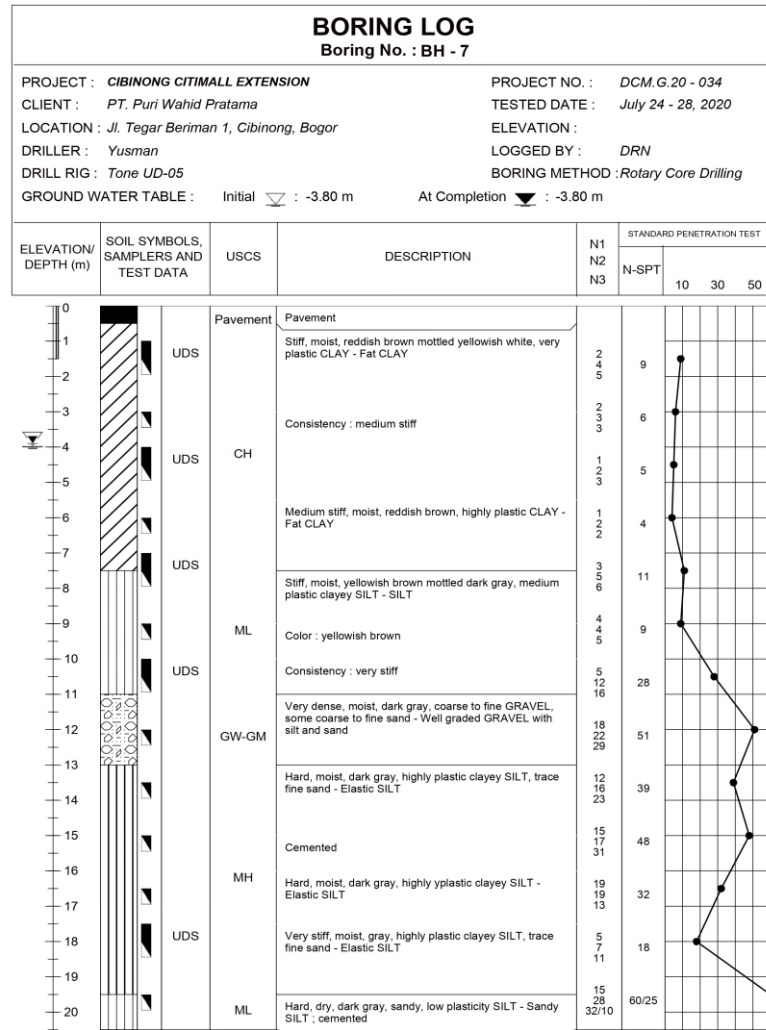 BORING LOG
Boring No. : BH - 7
PROJECT : CIBINONG CITIMALL EXTENSION
PROJECT NO. : DCM.G.20 - 034
CLIENT : PT. Puri Wahid Pratama
TESTED DATE : July 24 - 28, 2020
LOCATION : Jl. Tegar Beriman 1, Cibinong, Bogor
ELEVATION :
DRILLER : Yusman
LOGGED BY : DRN
DRILL RIG : Tone UD-05
BORING METHOD : Rotary Core Drilling
GROUND WATER TABLE : Initial : -3.80 m At Completion : -3.80 m
ELEVATION/
DEPTH (m)
SOIL SYMBOLS,
SAMPLERS AND
TEST DATA
USCS
DESCRIPTION
N1
N2
N3
STANDARD PENETRATION TEST
N-SPT
10 30 50
0
Pavement Pavement
1
Stiff, moist, reddish brown mottled yellowish white, very
plastic CLAY - Fat CLAY
UDS
2
4
5
9
2
3
2
3
3
6
Consistency : medium stiff
4
CH
UDS
1
2
3
5
5
6
Medium stiff, moist, reddish brown, highly plastic CLAY -
Fat CLAY
1
2
2
4
7
UDS
3
5
6
11
8
Stiff, moist, yellowish brown mottled dark gray, medium
plastic clayey SILT - SILT
9
ML
4
4
5
9
Color : yellowish brown
10
UDS
Consistency : very stiff
5
12
16
28
11
Very dense, moist, dark gray, coarse to fine GRAVEL,
some coarse to fine sand - Well graded GRAVEL with
silt and sand
12
GW-GM
18
22
29
51
13
Hard, moist, dark gray, highly plastic clayey SILT, trace
fine sand - Elastic SILT
12
16
23
39
14
15
Cemented
15
17
31
48
16
MH
Hard, moist, dark gray, highly yplastic clayey SILT -
Elastic SILT
19
19
13
32
17
18
UDS
Very stiff, moist, gray, highly plastic clayey SILT, trace
fine sand - Elastic SILT
5
7
11
18
19
20
ML
Hard, dry, dark gray, sandy, low plasticity SILT - Sandy
SILT ; cemented
15
28
32/10
60/25